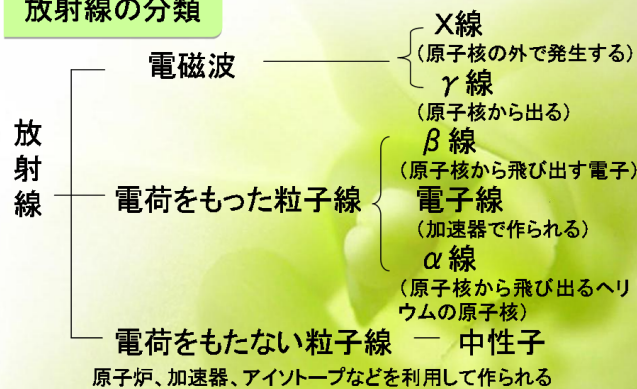 放射線の分類
放射線
電磁波
X線
(原子核の外で発生する)
γ線
(原子核から出る)
電荷をもった粒子線
β線
(原子核から飛び出す電子)
電子線
(加速器で作られる)
α線
(原子核から飛び出るヘリ
ウムの原子核)
電荷をもたない粒子線 — 中性子
原子炉、加速器、アイソトープなどを利用して作られる